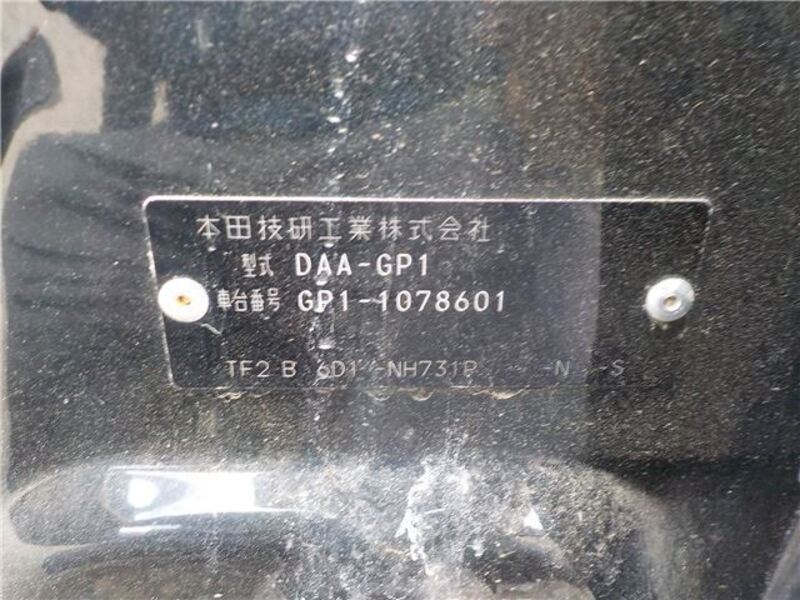 本田技研工業株式会社
型式 DAA-GP1
車台番号 GP1-1078601
TF2 B 6D1 -NH731P -N -S